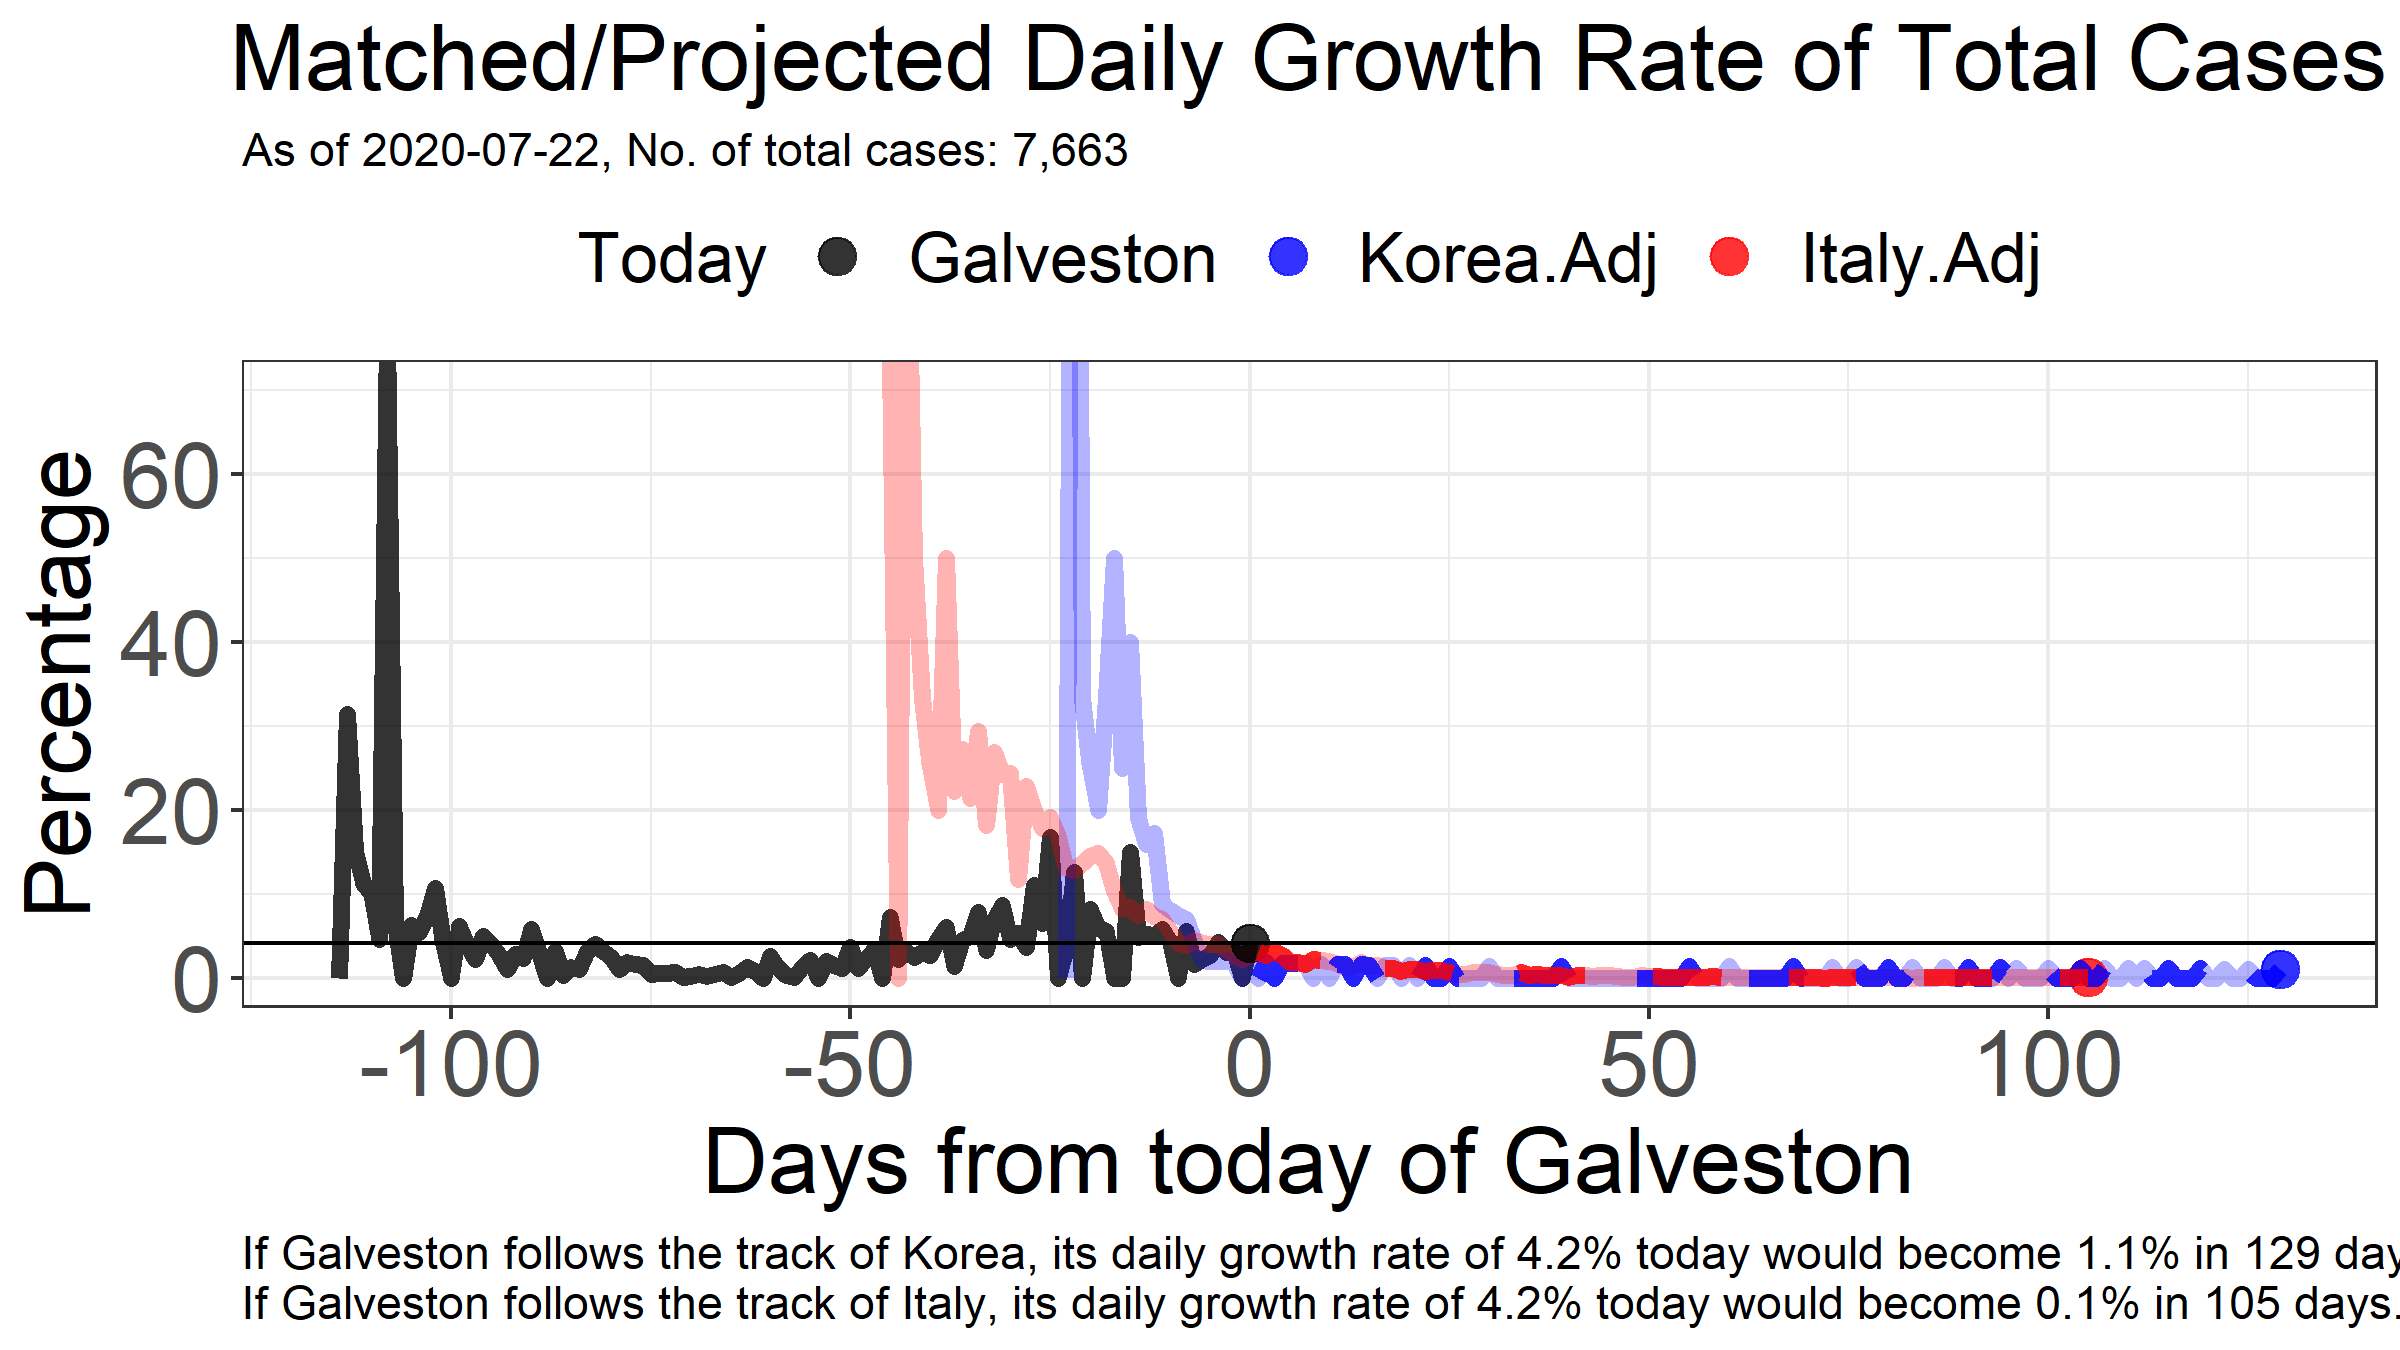 Matched/Projected Daily Growth Rate of Total Cases
As of 2020-07-22, No. of total cases: 7,663
Today Galveston Korea.Adj Italy.Adj
Percentage
60
40
20
0
-100 -50 0 50 100
Days from today of Galveston
If Galveston follows the track of Korea, its daily growth rate of 4.2% today would become 1.1% in 129 day
If Galveston follows the track of Italy, its daily growth rate of 4.2% today would become 0.1% in 105 days.